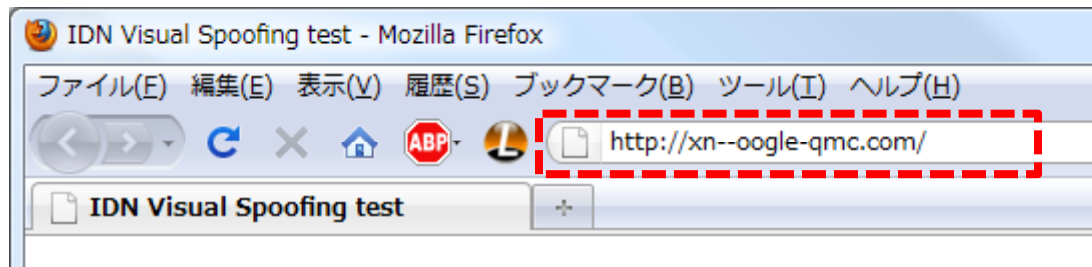 IDN Visual Spoofing test - Mozilla Firefox
ファイル(F) 編集(E) 表示(V) 履歴(S) ブックマーク(B) ツール(T) ヘルプ(H)
ABP L http://xn--oogle-qmc.com/
IDN Visual Spoofing test